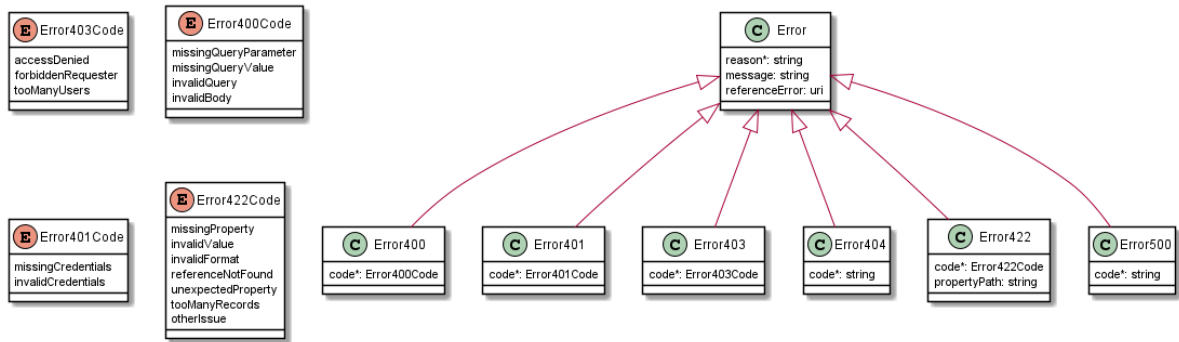 E Error403Code
accessDenied
forbiddenRequester
tooManyUsers
E Error400Code
missingQueryParameter
missingQueryValue
invalidQuery
invalidBody
C Error
reason*: string
message: string
referenceError: uri
E Error401Code
missingCredentials
invalidCredentials
E Error422Code
missingProperty
invalidValue
invalidFormat
referenceNotFound
unexpectedProperty
tooManyRecords
otherIssue
C Error400
code*: Error400Code
C Error401
code*: Error401Code
C Error403
code*: Error403Code
C Error404
code*: string
C Error422
code*: Error422Code
propertyPath: string
C Error500
code*: string